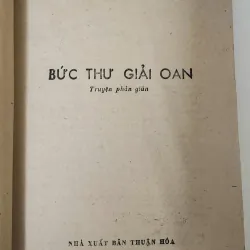 BỨC THƯ GIẢI OAN
Truyện phản gián
NHÀ XUẤT BẢN THUẬN HÓA